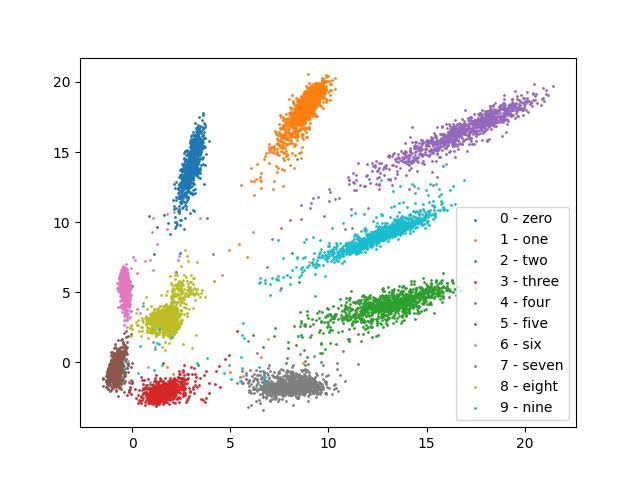 20
15
10
5
0
0 - zero
1 - one
2 - two
3 - three
4 - four
5 - five
6 - six
7 - seven
8 - eight
9 - nine
0 5 10 15 20